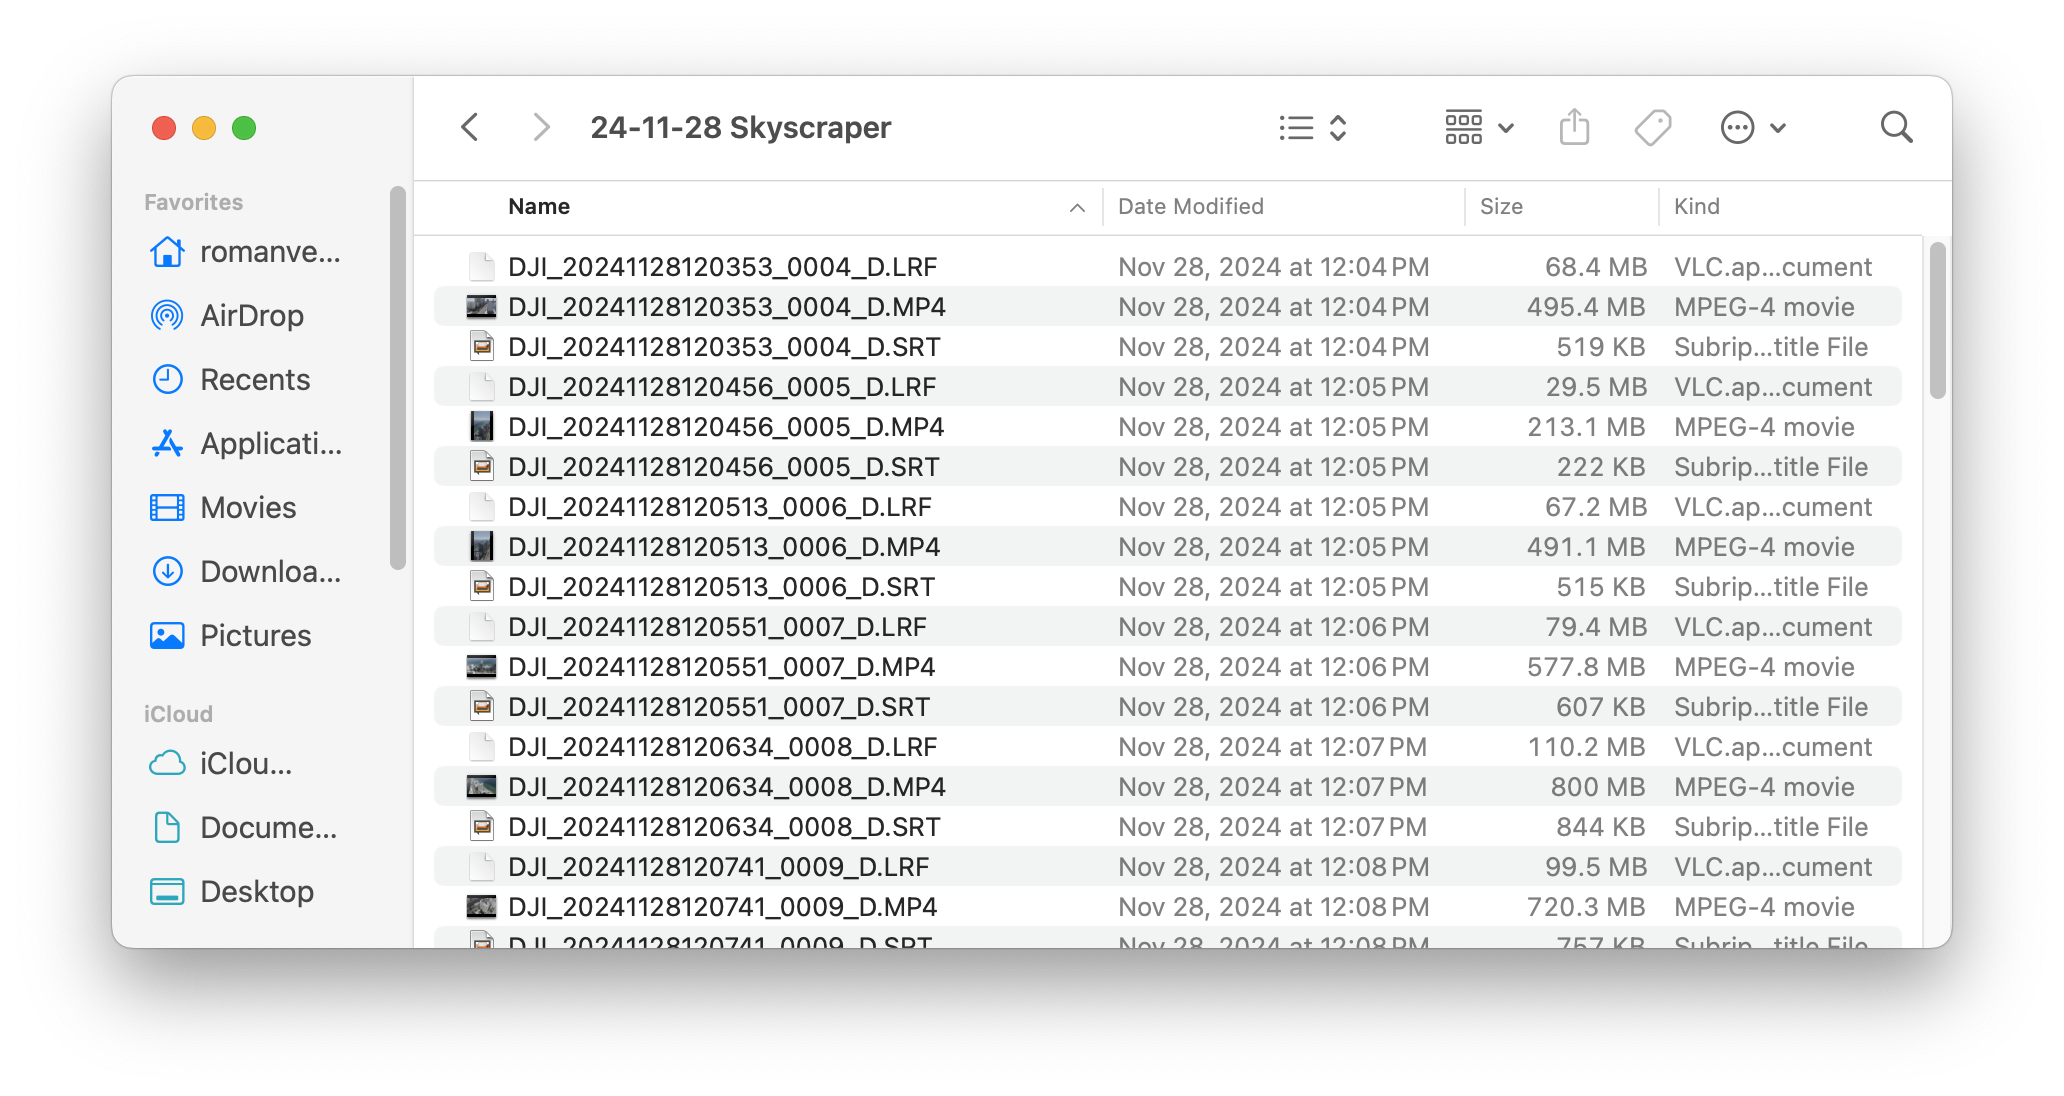 24-11-28 Skyscraper
Favorites
romanve...
AirDrop
Recents
Applicati...
Movies
Downloa...
Pictures
iCloud
iClou...
Docume...
Desktop
Name Date Modified Size Kind
DJI_20241128120353_0004_D.LRF Nov 28, 2024 at 12:04 PM 68.4 MB VLC.ap...cument
DJI_20241128120353_0004_D.MP4 Nov 28, 2024 at 12:04 PM 495.4 MB MPEG-4 movie
DJI_20241128120353_0004_D.SRT Nov 28, 2024 at 12:04 PM 519 KB Subrip...title File
DJI_20241128120456_0005_D.LRF Nov 28, 2024 at 12:05 PM 29.5 MB VLC.ap...cument
DJI_20241128120456_0005_D.MP4 Nov 28, 2024 at 12:05 PM 213.1 MB MPEG-4 movie
DJI_20241128120456_0005_D.SRT Nov 28, 2024 at 12:05 PM 222 KB Subrip...title File
DJI_20241128120513_0006_D.LRF Nov 28, 2024 at 12:05 PM 67.2 MB VLC.ap...cument
DJI_20241128120513_0006_D.MP4 Nov 28, 2024 at 12:05 PM 491.1 MB MPEG-4 movie
DJI_20241128120513_0006_D.SRT Nov 28, 2024 at 12:05 PM 515 KB Subrip...title File
DJI_20241128120551_0007_D.LRF Nov 28, 2024 at 12:06 PM 79.4 MB VLC.ap...cument
DJI_20241128120551_0007_D.MP4 Nov 28, 2024 at 12:06 PM 577.8 MB MPEG-4 movie
DJI_20241128120551_0007_D.SRT Nov 28, 2024 at 12:06 PM 607 KB Subrip...title File
DJI_20241128120634_0008_D.LRF Nov 28, 2024 at 12:07 PM 110.2 MB VLC.ap...cument
DJI_20241128120634_0008_D.MP4 Nov 28, 2024 at 12:07 PM 800 MB MPEG-4 movie
DJI_20241128120634_0008_D.SRT Nov 28, 2024 at 12:07 PM 844 KB Subrip...title File
DJI_20241128120741_0009_D.LRF Nov 28, 2024 at 12:08 PM 99.5 MB VLC.ap...cument
DJI_20241128120741_0009_D.MP4 Nov 28, 2024 at 12:08 PM 720.3 MB MPEG-4 movie
DJI_20241128120741_0009_D.SRT Nov 28, 2024 at 12:08 PM 757 KB Subrip...title File